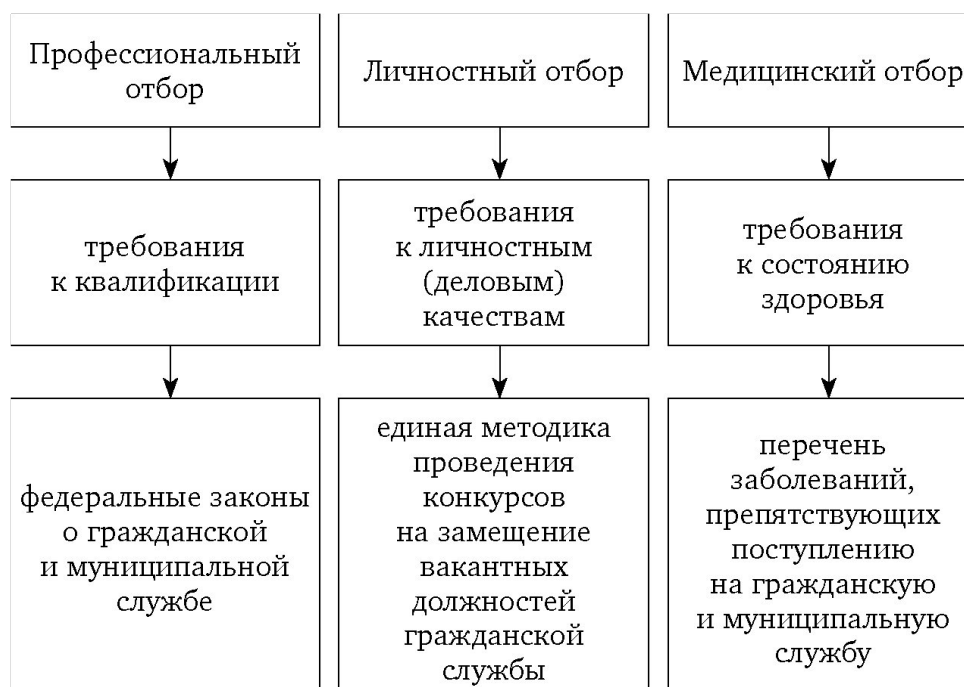 Профессиональный
отбор
Личностный отбор
Медицинский отбор
требования
к квалификации
требования
к личностным
(деловым)
качествам
требования
к состоянию
здоровья
федеральные законы
о гражданской
и муниципальной
службе
единая методика
проведения
конкурсов
на замещение
вакантных
должностей
гражданской
службы
перечень
заболеваний,
препятствующих
поступлению
на гражданскую
и муниципальную
службу